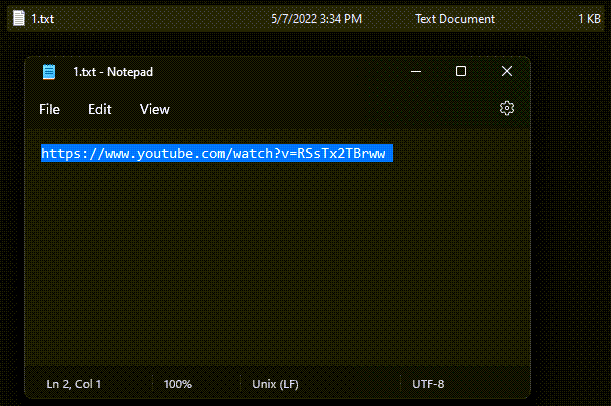 1.txt 5/7/2022 3:34 PM Text Document 1 KB
1.txt - Notepad
File Edit View
https://www.youtube.com/watch?v=RSsTx2TBrww
Ln 2, Col 1 100% Unix (LF) UTF-8